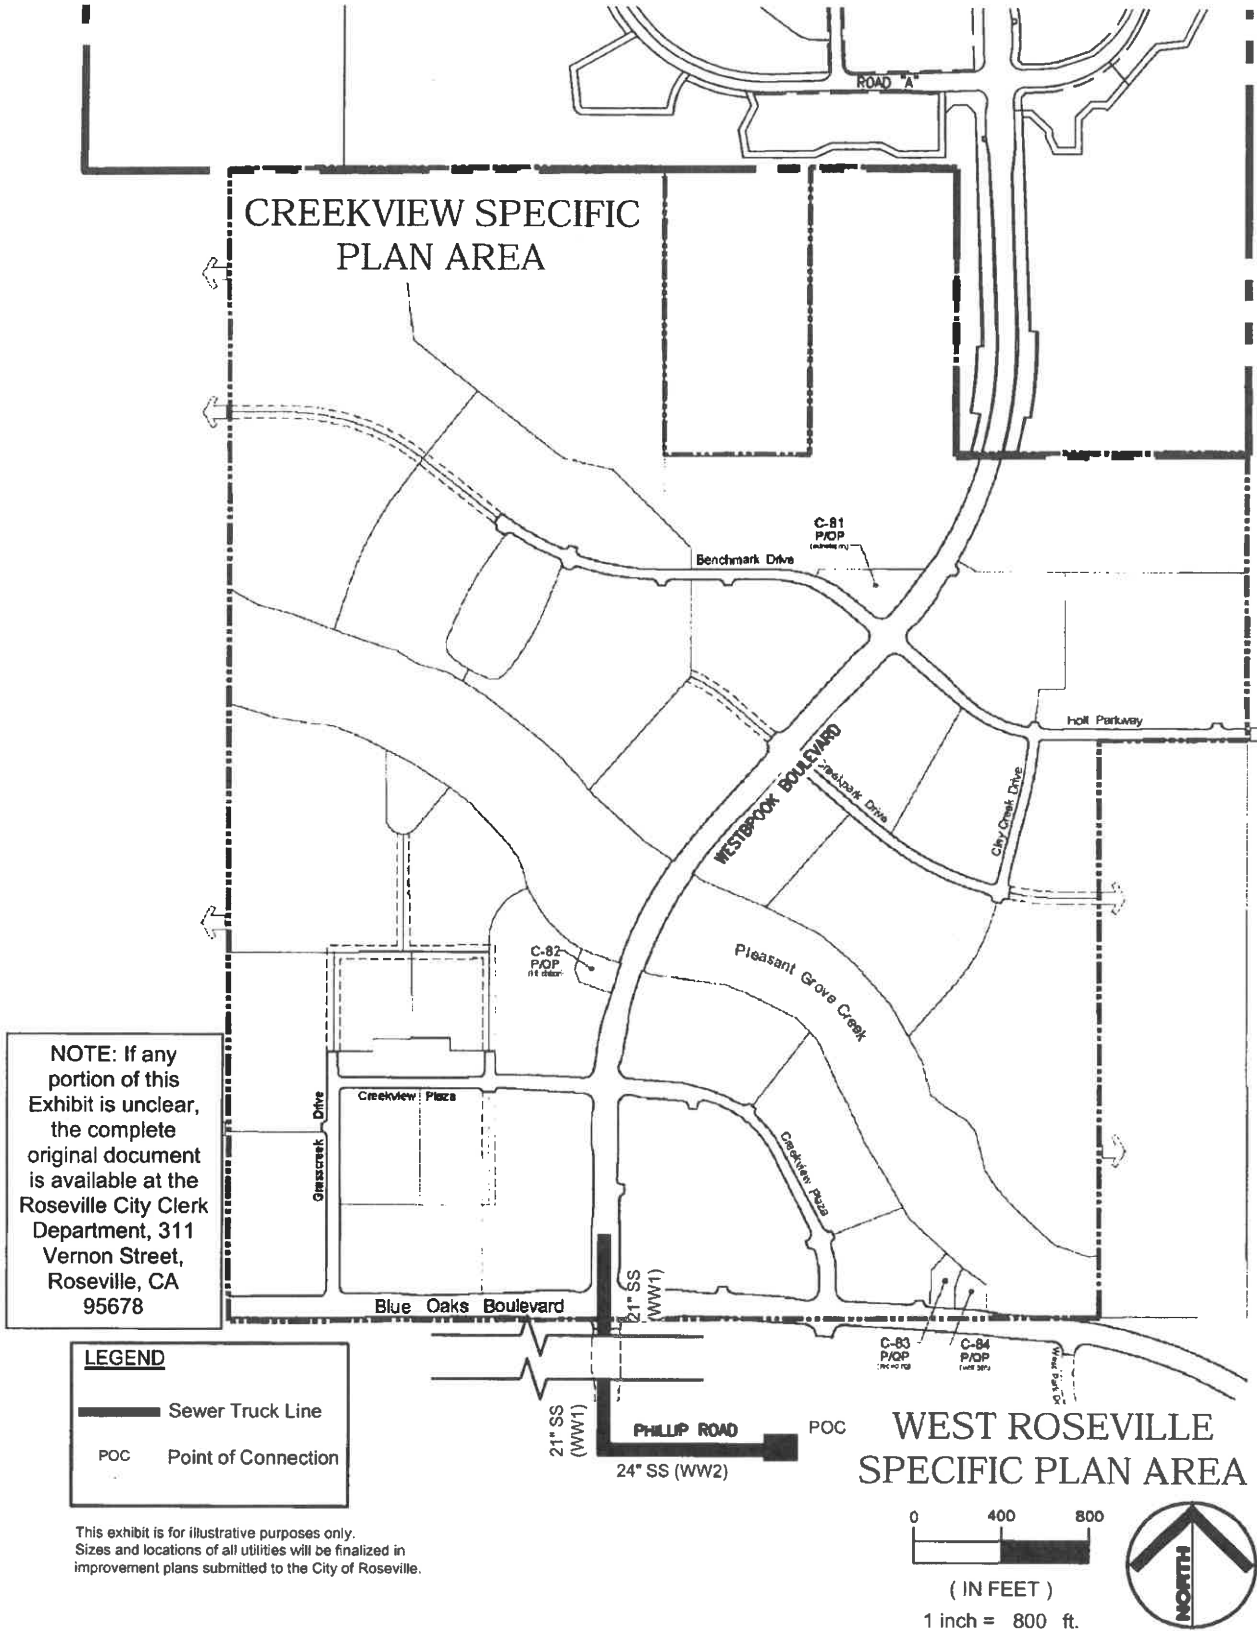 ROAD "A"
CREEKVIEW SPECIFIC
PLAN AREA
C-81
P/OP
Benchmark Drive
Holt Parkway
WESTBROOK BOULEVARD
Creekpark Drive
Clay Creek Drive
C-82
P/OP
Pleasant Grove Creek
NOTE: If any
portion of this
Exhibit is unclear,
the complete
original document
is available at the
Roseville City Clerk
Department, 311
Vernon Street,
Roseville, CA
95678
Grasscreek Drive
Creekview Plaza
Creekview Plaza
Blue Oaks Boulevard
21" SS
(WW1)
C-83
P/OP
C-84
P/OP
West Park Dr
LEGEND
Sewer Truck Line
POC Point of Connection
21" SS
(WW1)
PHILLIP ROAD
POC
24" SS (WW2)
WEST ROSEVILLE
SPECIFIC PLAN AREA
This exhibit is for illustrative purposes only.
Sizes and locations of all utilities will be finalized in
improvement plans submitted to the City of Roseville.
0 400 800
( IN FEET )
1 inch = 800 ft.
NORTH